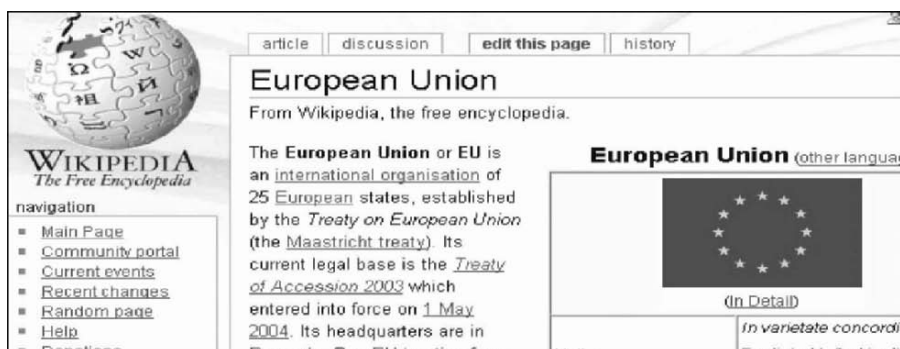 article
discussion
edit this page
history
European Union
From Wikipedia, the free encyclopedia.
WIKIPEDIA
The Free Encyclopedia
navigation
Main Page
Community portal
Current events
Recent changes
Random page
Help
The European Union or EU is
an international organisation of
25 European states, established
by the Treaty on European Union
(the Maastricht treaty). Its
current legal base is the Treaty
of Accession 2003 which
entered into force on 1 May
2004. Its headquarters are in
European Union (other langua
(In Detail)
In varietate concordi